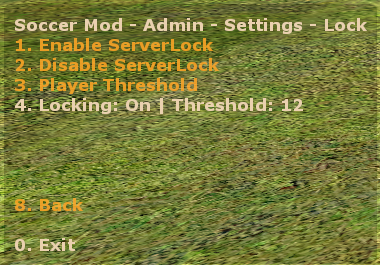 Soccer Mod - Admin - Settings - Lock
1. Enable ServerLock
2. Disable ServerLock
3. Player Threshold
4. Locking: On | Threshold: 12
8. Back
0. Exit